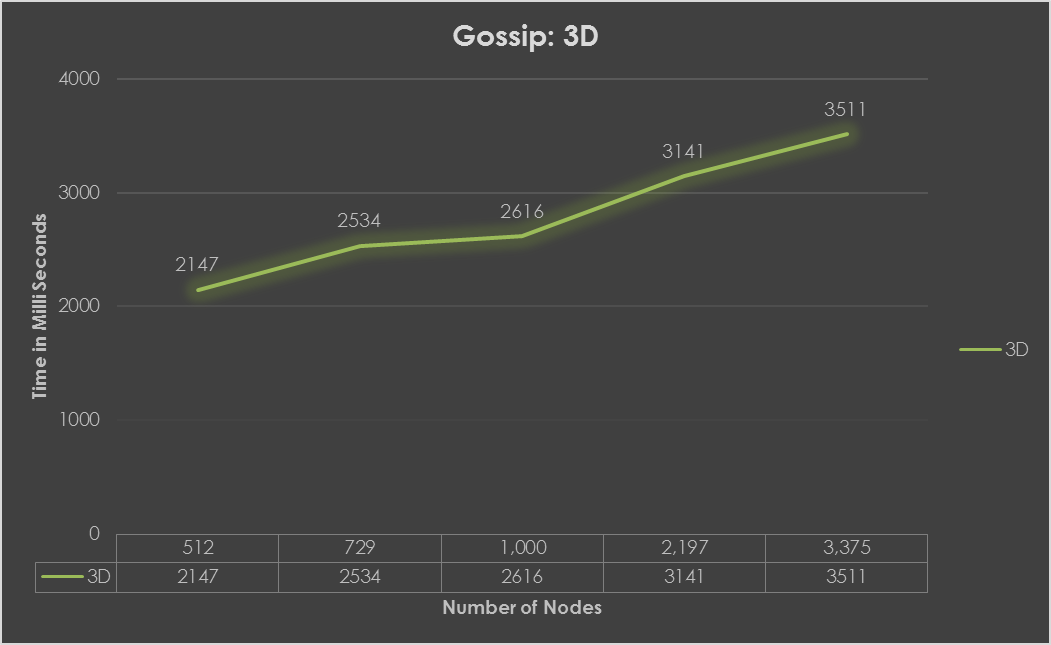 Gossip: 3D
4000
3000
2000
1000
0
Time in Milli Seconds
2147
2534
2616
3141
3511
3D
512 729 1,000 2,197 3,375
3D 2147 2534 2616 3141 3511
Number of Nodes